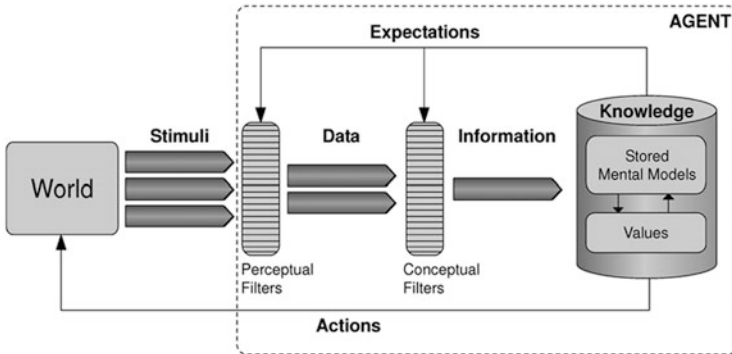 AGENT
Expectations
Knowledge
Stimuli
Data
Information
Stored
Mental Models
World
Values
Perceptual
Filters
Conceptual
Filters
Actions